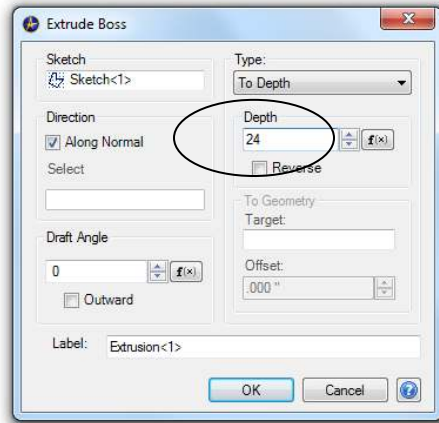 Extrude Boss
Sketch
Sketch<1>
Type:
To Depth
Direction
Along Normal
Select
Depth
24
f(x)
Reverse
Draft Angle
0
f(x)
Outward
To Geometry
Target:
Offset:
.000 "
Label:
Extrusion<1>
OK
Cancel
?